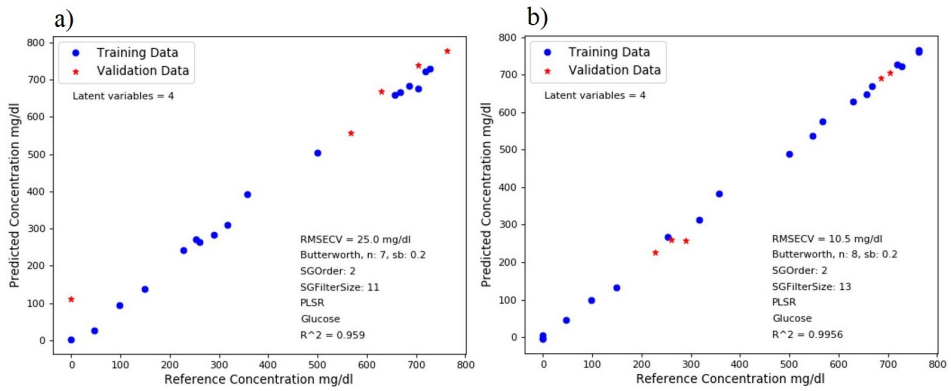 a)
800
700
600
500
400
300
200
100
0
Predicted Concentration mg/dl
Training Data
Validation Data
Latent variables = 4
RMSECV = 25.0 mg/dl
Butterworth, n: 7, sb: 0.2
SGOrder: 2
SGFilterSize: 11
PLSR
Glucose
R^2 = 0.959
0 100 200 300 400 500 600 700 800
Reference Concentration mg/dl
b)
800
700
600
500
400
300
200
100
0
Predicted Concentration mg/dl
Training Data
Validation Data
Latent variables = 4
RMSECV = 10.5 mg/dl
Butterworth, n: 8, sb: 0.2
SGOrder: 2
SGFilterSize: 13
PLSR
Glucose
R^2 = 0.9956
0 100 200 300 400 500 600 700 800
Reference Concentration mg/dl